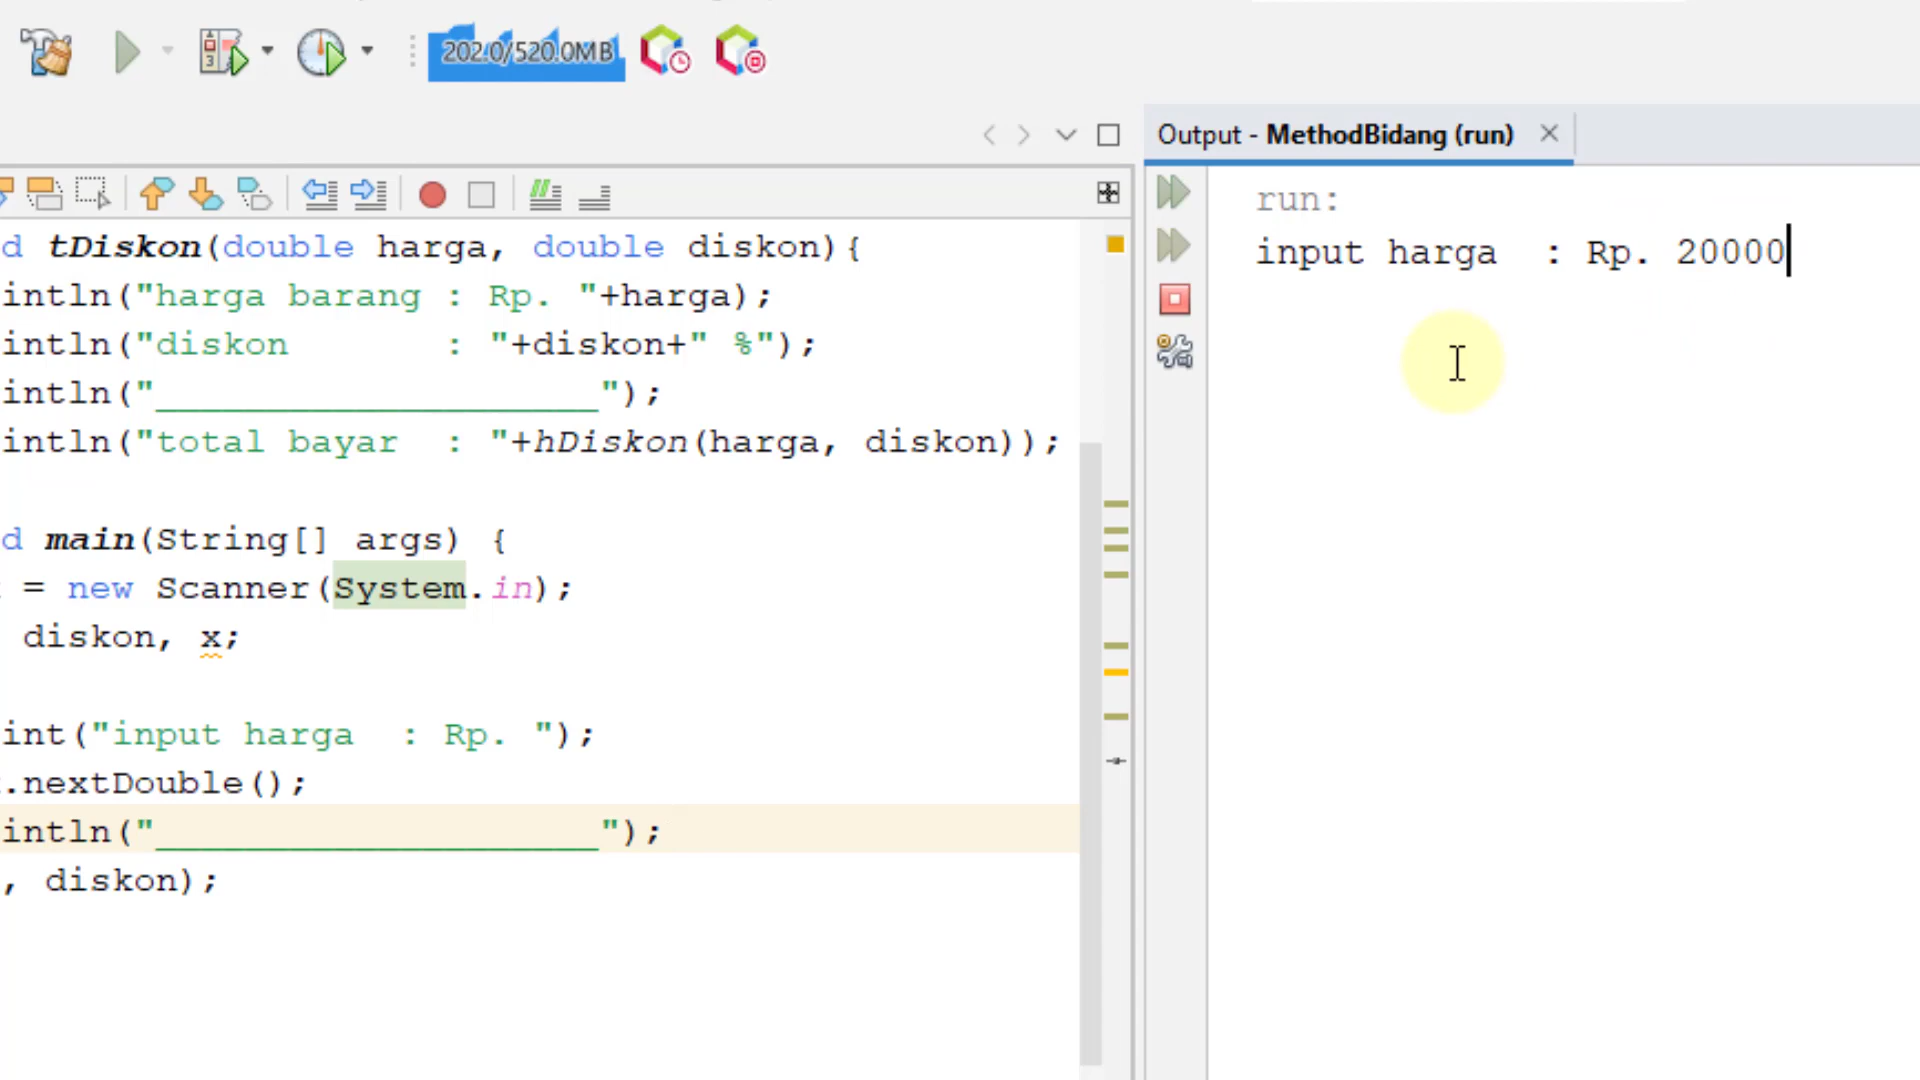 202.0/520.0MB
Output - MethodBidang (run)
d tDiskon(double harga, double diskon){
intln("harga barang : Rp. "+harga);
intln("diskon       : "+diskon+" %");
intln("____________________");
intln("total bayar  : "+hDiskon(harga, diskon));
d main(String[] args) {
= new Scanner(System.in);
diskon, x;
int("input harga  : Rp. ");
.nextDouble();
intln("____________________");
, diskon);
run:
input harga  : Rp. 20000